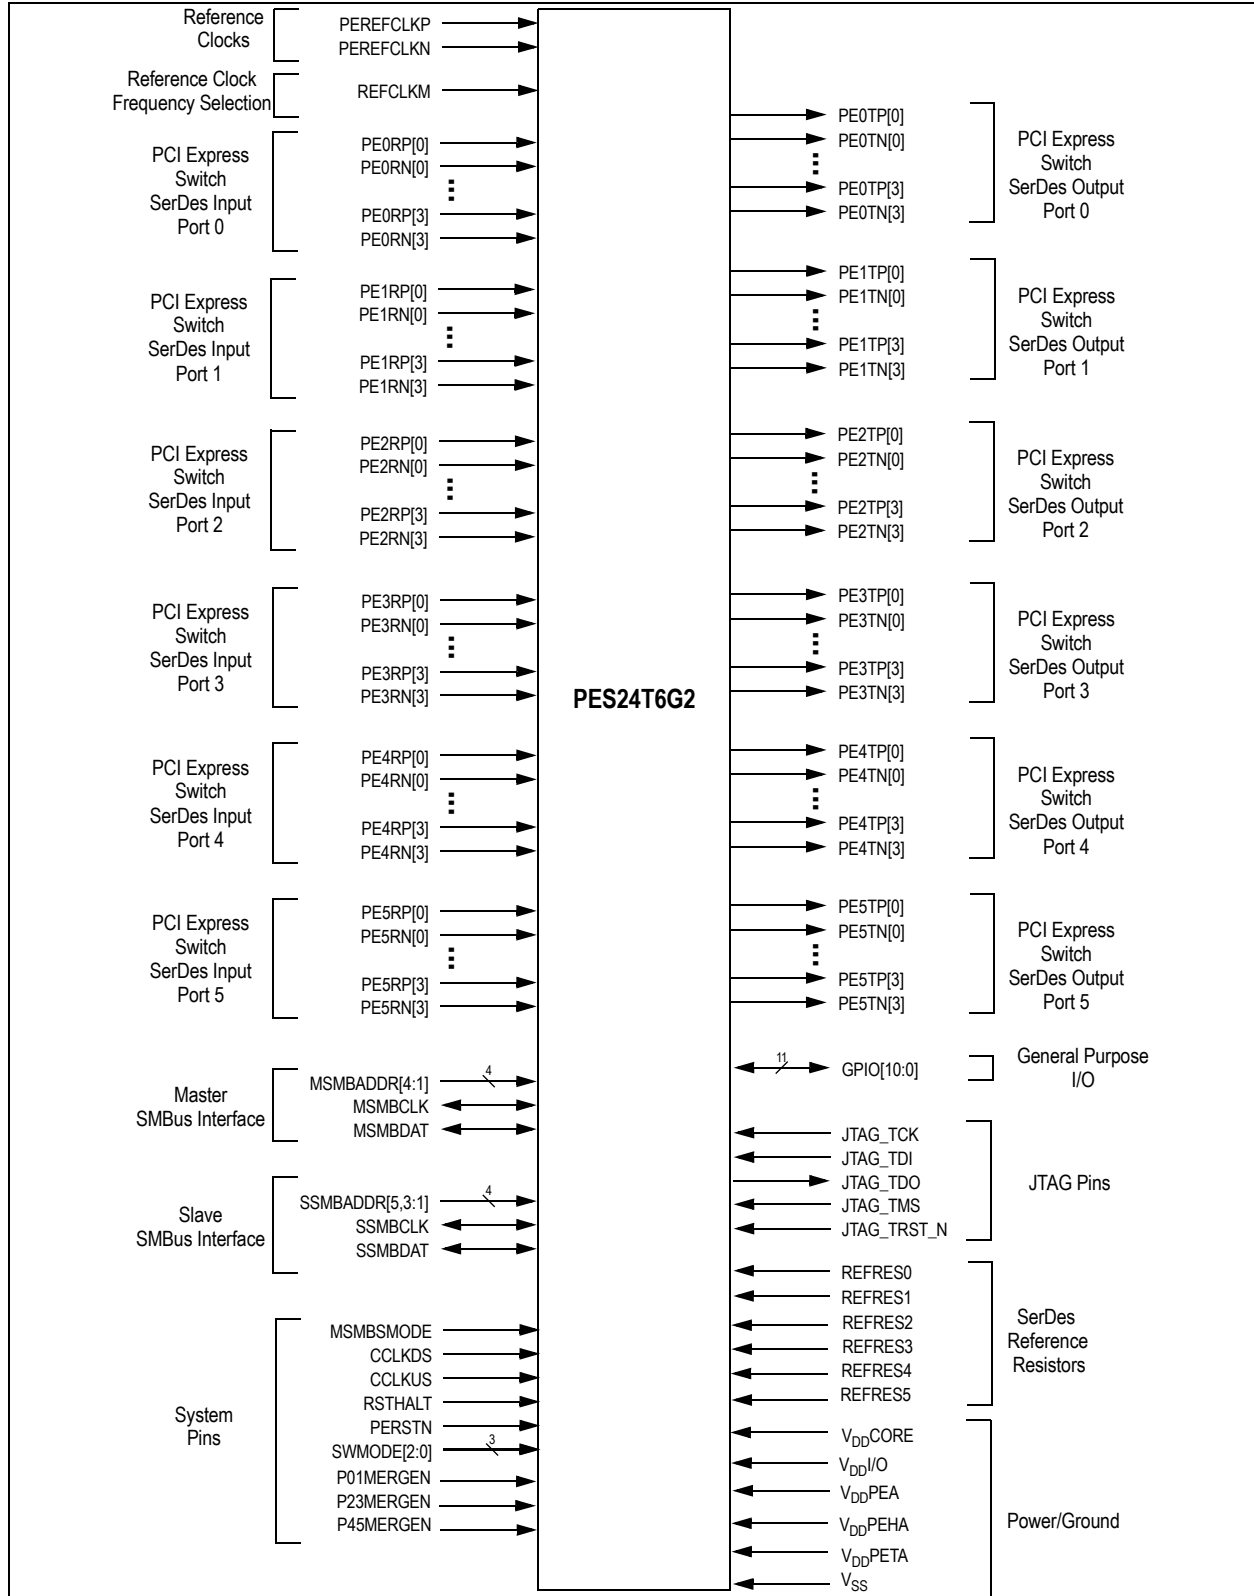 Reference
Clocks
PEREFCLKP
PEREFCLKN
Reference Clock
Frequency Selection
REFCLKM
PCI Express
Switch
SerDes Input
Port 0
PE0RP[0]
PE0RN[0]
PE0RP[3]
PE0RN[3]
PCI Express
Switch
SerDes Input
Port 1
PE1RP[0]
PE1RN[0]
PE1RP[3]
PE1RN[3]
PCI Express
Switch
SerDes Input
Port 2
PE2RP[0]
PE2RN[0]
PE2RP[3]
PE2RN[3]
PCI Express
Switch
SerDes Input
Port 3
PE3RP[0]
PE3RN[0]
PE3RP[3]
PE3RN[3]
PCI Express
Switch
SerDes Input
Port 4
PE4RP[0]
PE4RN[0]
PE4RP[3]
PE4RN[3]
PCI Express
Switch
SerDes Input
Port 5
PE5RP[0]
PE5RN[0]
PE5RP[3]
PE5RN[3]
Master
SMBus Interface
MSMBADDR[4:1]
4
MSMBCLK
MSMBDAT
Slave
SMBus Interface
SSMBADDR[5,3:1]
4
SSMBCLK
SSMBDAT
System
Pins
MSMBSMODE
CCLKDS
CCLKUS
RSTHALT
PERSTN
SWMODE[2:0]
3
P01MERGEN
P23MERGEN
P45MERGEN
PES24T6G2
PE0TP[0]
PE0TN[0]
PE0TP[3]
PE0TN[3]
PCI Express
Switch
SerDes Output
Port 0
PE1TP[0]
PE1TN[0]
PE1TP[3]
PE1TN[3]
PCI Express
Switch
SerDes Output
Port 1
PE2TP[0]
PE2TN[0]
PE2TP[3]
PE2TN[3]
PCI Express
Switch
SerDes Output
Port 2
PE3TP[0]
PE3TN[0]
PE3TP[3]
PE3TN[3]
PCI Express
Switch
SerDes Output
Port 3
PE4TP[0]
PE4TN[0]
PE4TP[3]
PE4TN[3]
PCI Express
Switch
SerDes Output
Port 4
PE5TP[0]
PE5TN[0]
PE5TP[3]
PE5TN[3]
PCI Express
Switch
SerDes Output
Port 5
11
GPIO[10:0]
General Purpose
I/O
JTAG_TCK
JTAG_TDI
JTAG_TDO
JTAG_TMS
JTAG_TRST_N
JTAG Pins
REFRES0
REFRES1
REFRES2
REFRES3
REFRES4
REFRES5
SerDes
Reference
Resistors
VDDCORE
VDDI/O
VDDPEA
VDDPEHA
VDDPETA
VSS
Power/Ground